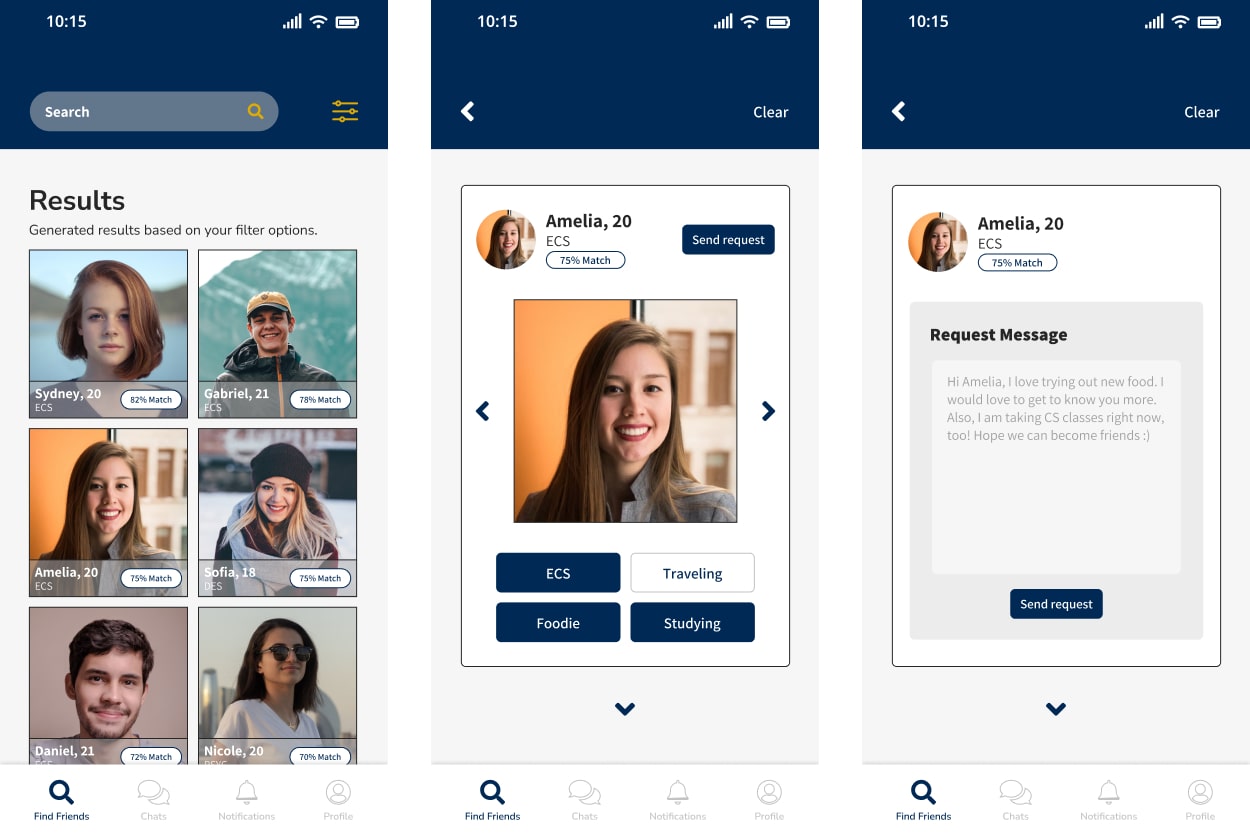 10:15
Search
Results
Generated results based on your filter options.
Sydney, 20
ECS
82% Match
Gabriel, 21
ECS
78% Match
Amelia, 20
ECS
75% Match
Sofia, 18
DES
75% Match
Daniel, 21
ECS
72% Match
Nicole, 20
PSYC
70% Match
Find Friends
Chats
Notifications
Profile
10:15
Clear
Amelia, 20
ECS
75% Match
Send request
ECS
Traveling
Foodie
Studying
Find Friends
Chats
Notifications
Profile
10:15
Clear
Amelia, 20
ECS
75% Match
Request Message
Hi Amelia, I love trying out new food. I
would love to get to know you more.
Also, I am taking CS classes right now,
too! Hope we can become friends :)
Send request
Find Friends
Chats
Notifications
Profile